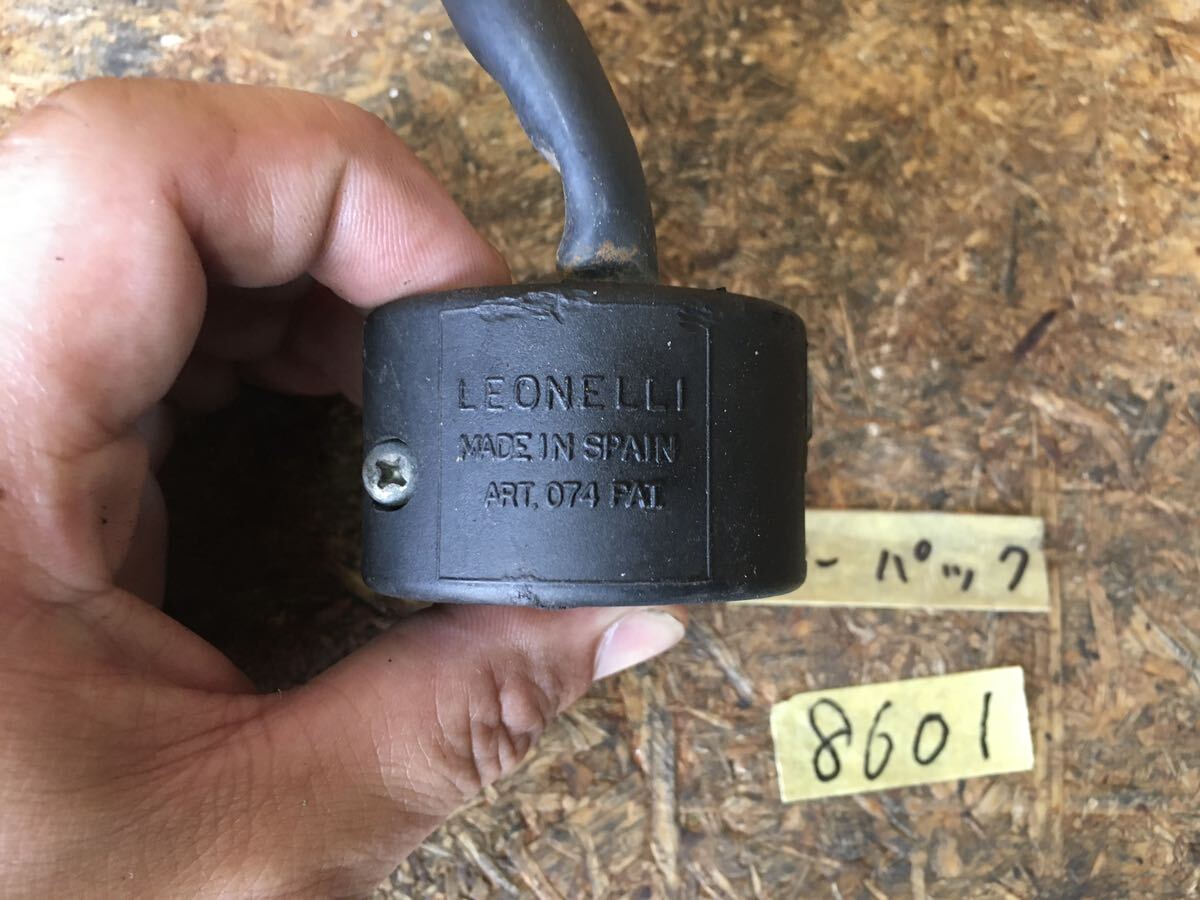 LEONELLI
MADE IN SPAIN
ART. 074 PAT.
ーパック
8601